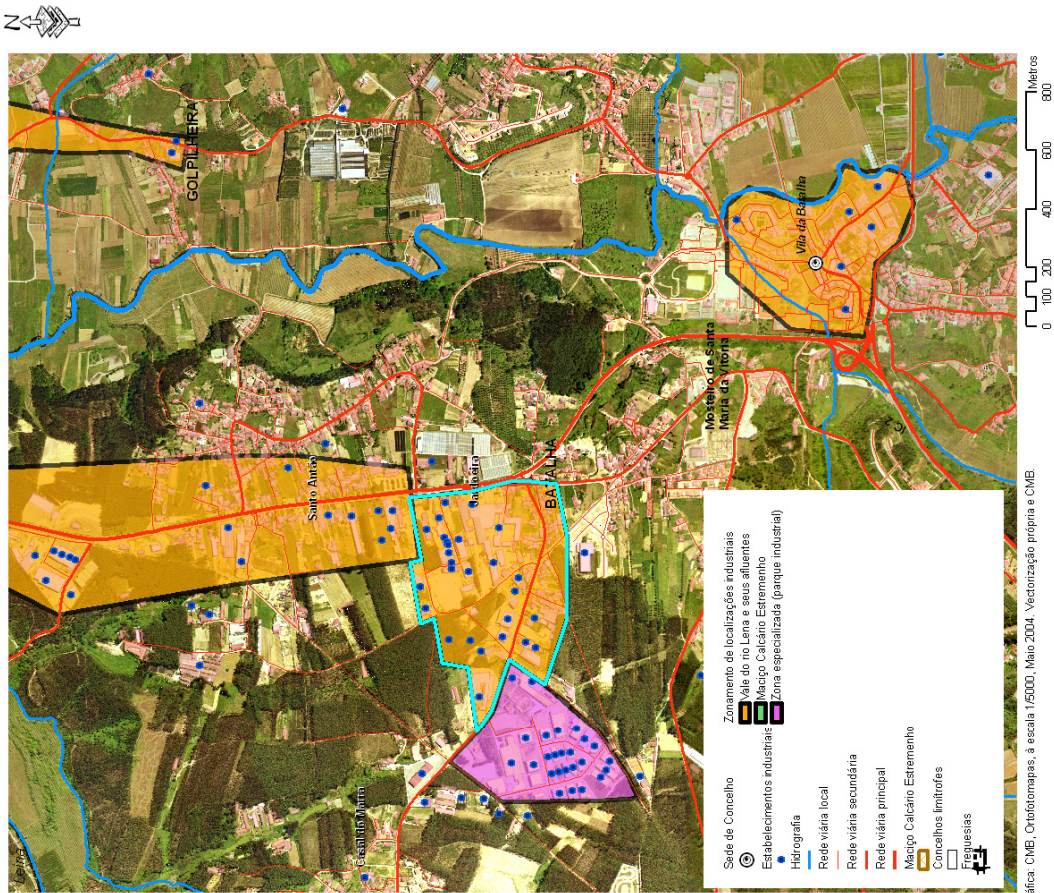 N
GOLPILHEIRA
Vila da Batalha
Santo Antão
Jardoeira
BATALHA
Mosteiro de Santa
Maria da Vitoria
Casal do Marra
0 100 200 400 600 800
Metros
Sede de Concelho
Estabelecimentos industriais
Hidrografia
Rede viária local
Rede viária secundária
Rede viária principal
Maciço Calcário Estremenho
Concelhos limítrofes
Freguesias
Zonamento de localizações industriais
Vale do rio Lena e seus afluentes
Maciço Calcário Estremenho
Zona especializada (parque industrial)
áfica: CMB, Ortofotomapas, à escala 1/5000, Maio 2004. Vectorização própria e CMB.